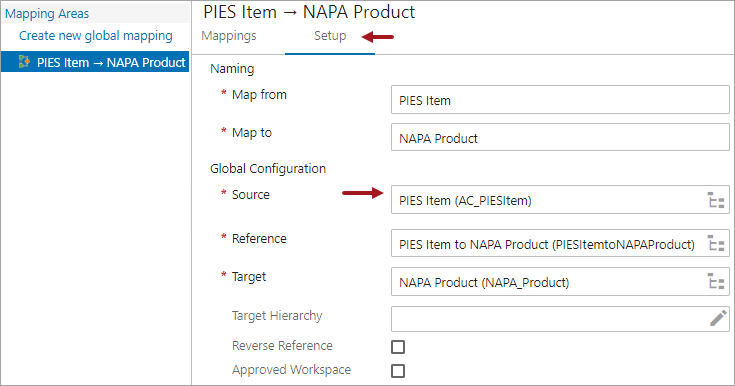 Mapping Areas
Create new global mapping
PIES Item → NAPA Product
PIES Item → NAPA Product
Mappings
Setup
Naming
* Map from
PIES Item
* Map to
NAPA Product
Global Configuration
* Source
PIES Item (AC_PIESItem)
* Reference
PIES Item to NAPA Product (PIESItemtoNAPAProduct)
* Target
NAPA Product (NAPA_Product)
Target Hierarchy
Reverse Reference
Approved Workspace